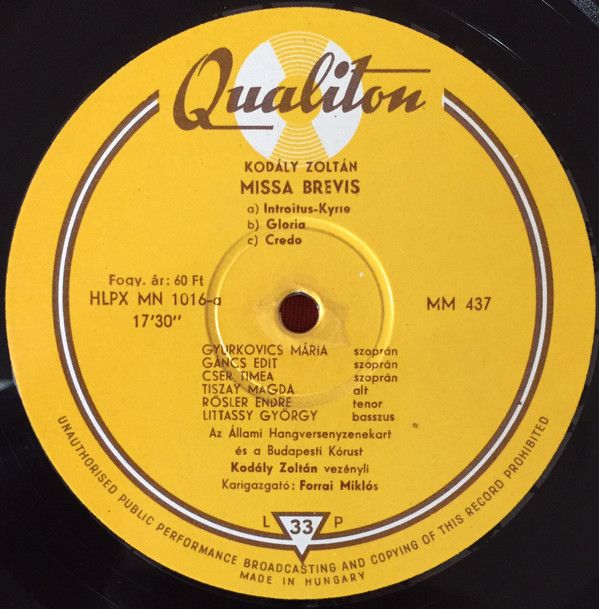 Qualiton
KODÁLY ZOLTÁN
MISSA BREVIS
a) Introitus-Kyrie
b) Gloria
c) Credo
Fogy. ár: 60 Ft
HLPX MN 1016-a
17'30"
MM 437
GYURKOVICS MÁRIA szoprán
GANCS EDIT szoprán
CSER TIMEA szoprán
TISZAY MAGDA alt
RÖSLER ENDRE tenor
LITTASSY GYÖRGY basszus
Az Állami Hangversenyzenekart
és a Budapesti Kórust
Kodály Zoltán vezényli
Karigazgató: Forrai Miklós
L 33 P
UNAUTHORISED PUBLIC PERFORMANCE BROADCASTING AND COPYING OF THIS RECORD PROHIBITED
MADE IN HUNGARY